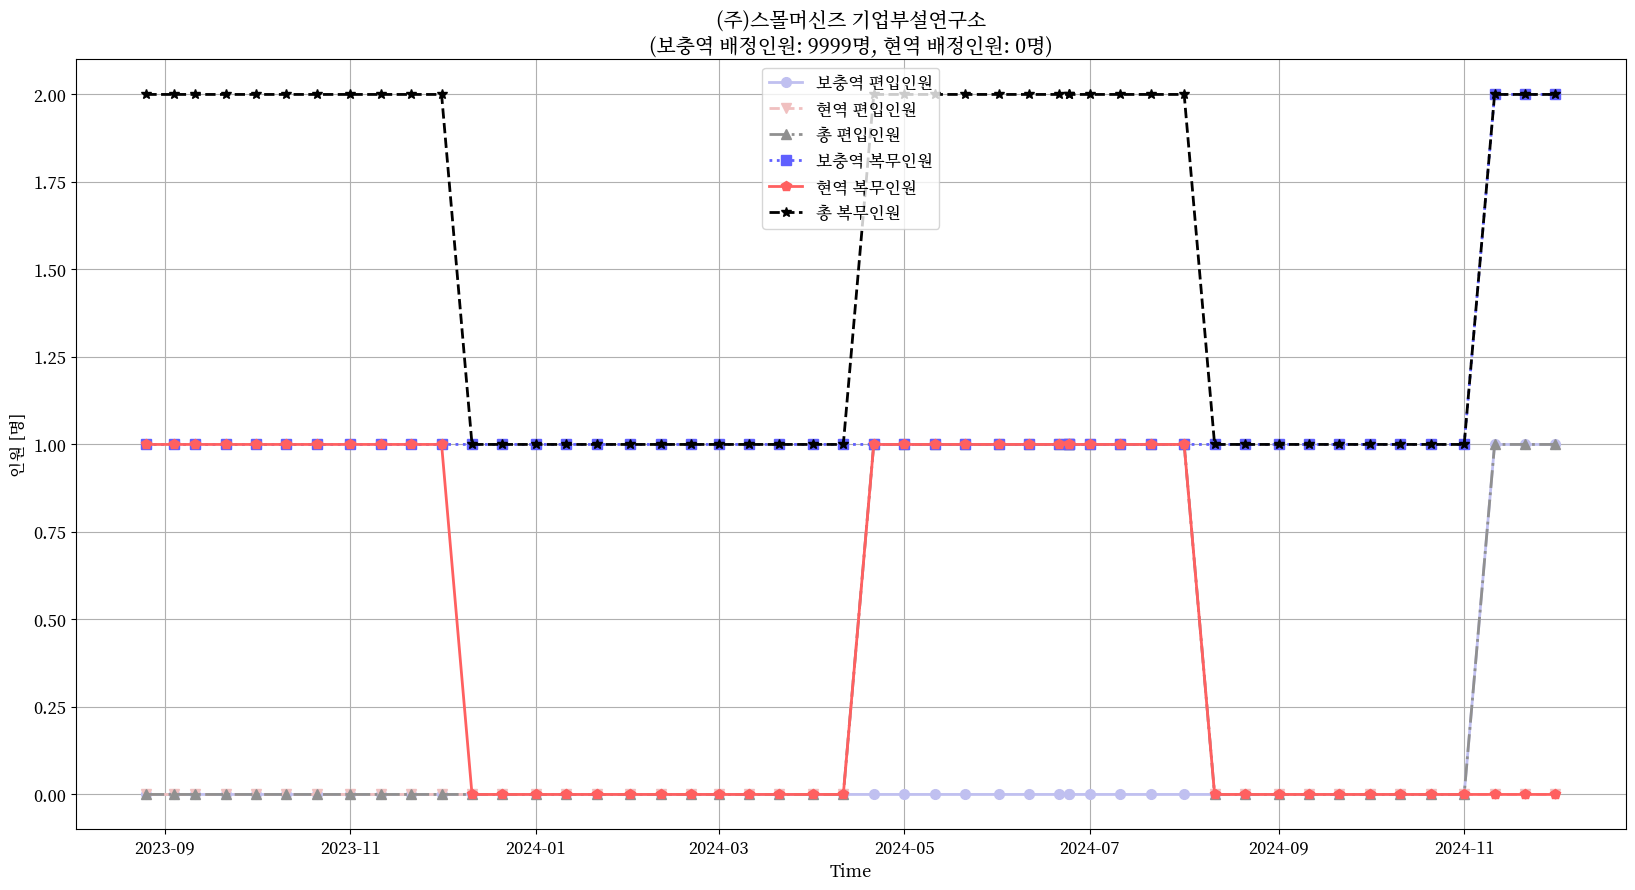 (주)스몰머신즈 기업부설연구소
(보충역 배정인원: 9999명, 현역 배정인원: 0명)
보충역 편입인원
현역 편입인원
총 편입인원
보충역 복무인원
현역 복무인원
총 복무인원
인원 [명]
2.00
1.75
1.50
1.25
1.00
0.75
0.50
0.25
0.00
2023-09 2023-11 2024-01 2024-03 2024-05 2024-07 2024-09 2024-11
Time